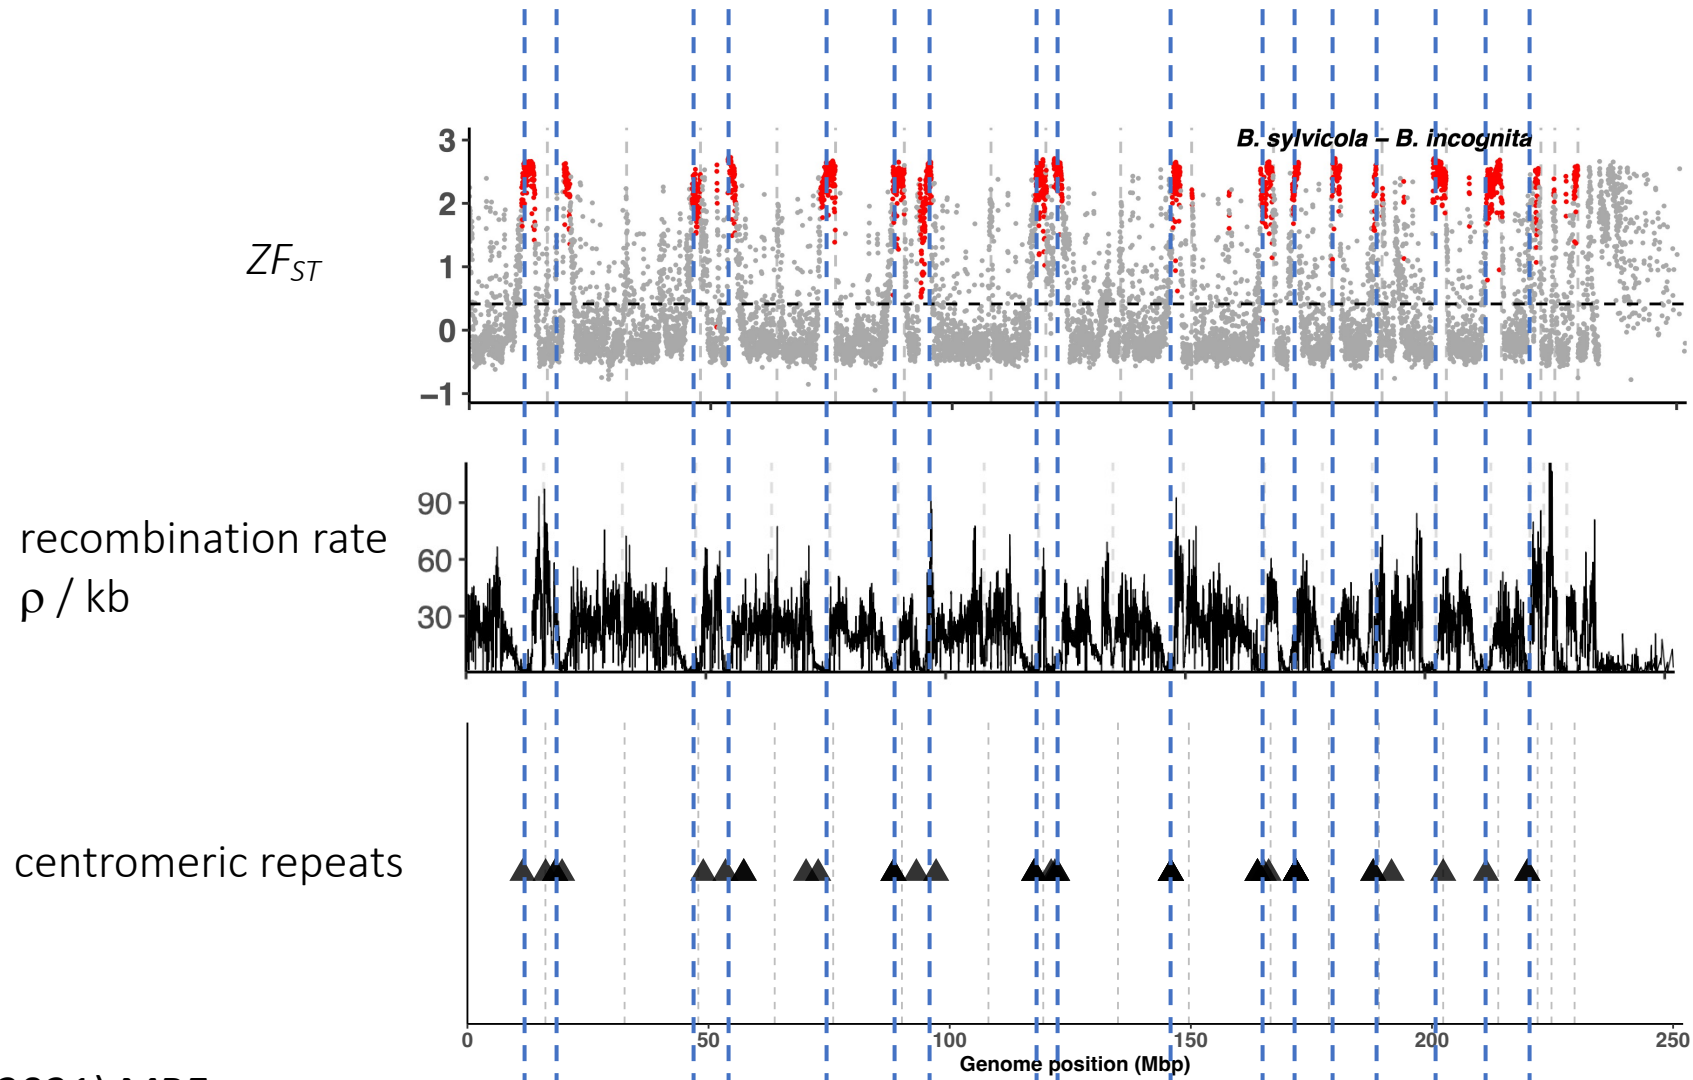 B. sylvicola – B. incognita
3
2
1
0
−1
ZF_ST
90
60
30
recombination rate
ρ / kb
centromeric repeats
0 50 100 150 200 250
Genome position (Mbp)